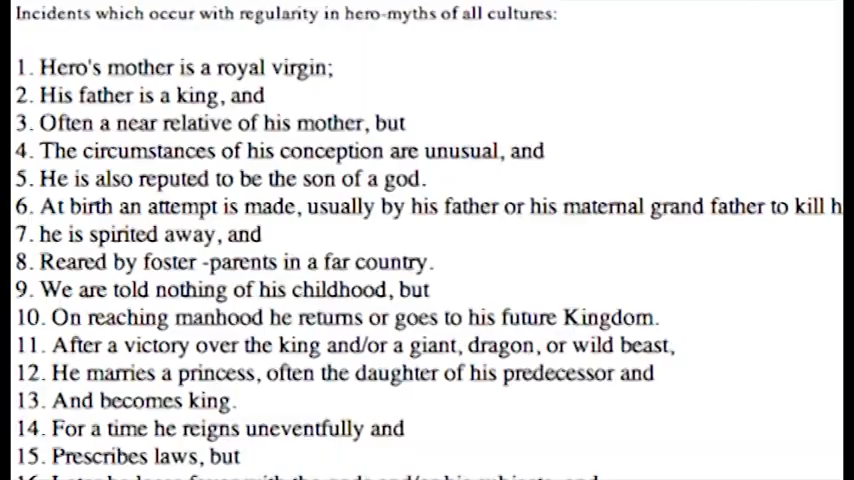 Incidents which occur with regularity in hero-myths of all cultures:
1. Hero's mother is a royal virgin;
2. His father is a king, and
3. Often a near relative of his mother, but
4. The circumstances of his conception are unusual, and
5. He is also reputed to be the son of a god.
6. At birth an attempt is made, usually by his father or his maternal grand father to kill h
7. he is spirited away, and
8. Reared by foster -parents in a far country.
9. We are told nothing of his childhood, but
10. On reaching manhood he returns or goes to his future Kingdom.
11. After a victory over the king and/or a giant, dragon, or wild beast,
12. He marries a princess, often the daughter of his predecessor and
13. And becomes king.
14. For a time he reigns uneventfully and
15. Prescribes laws, but